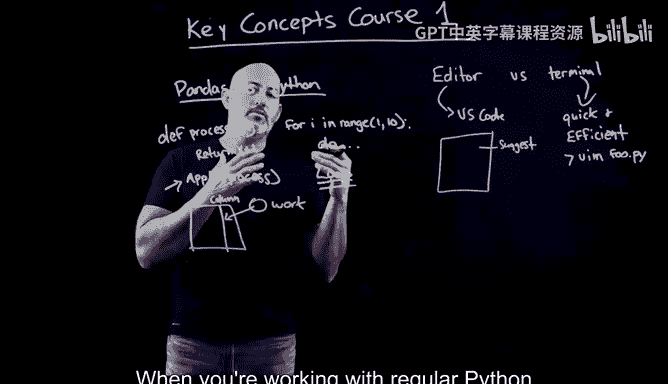 Key Concepts Course 1
GPT中英字幕课程资源 bilibili
Pandas
def process
for i in range(1,10):
Column
work
Editor vs terminal
VS Code
Suggest
quick &
Efficient
> vim foo.py
When you're working with regular Python